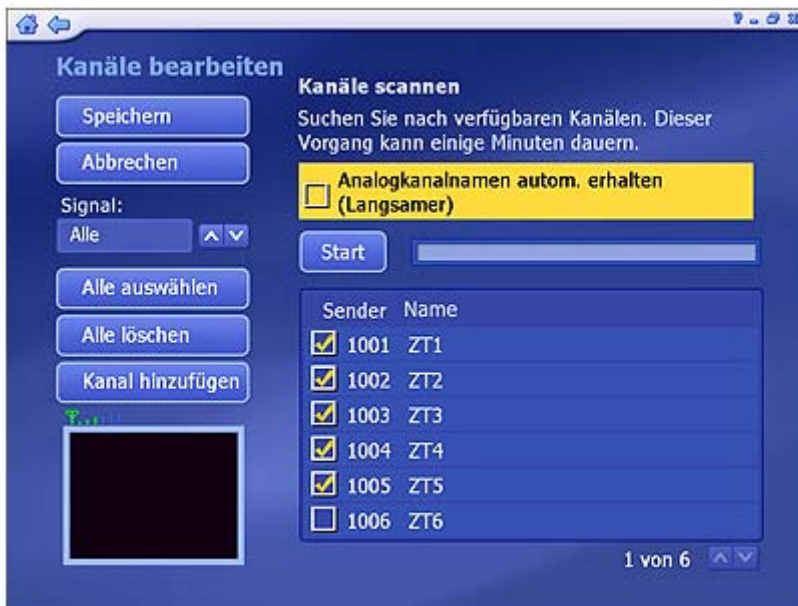 Kanäle bearbeiten
Speichern
Abbrechen
Signal:
Alle
Alle auswählen
Alle löschen
Kanal hinzufügen
Kanäle scannen
Suchen Sie nach verfügbaren Kanälen. Dieser
Vorgang kann einige Minuten dauern.
Analogkanalnamen autom. erhalten
(Langsamer)
Start
Sender Name
1001 ZT1
1002 ZT2
1003 ZT3
1004 ZT4
1005 ZT5
1006 ZT6
1 von 6